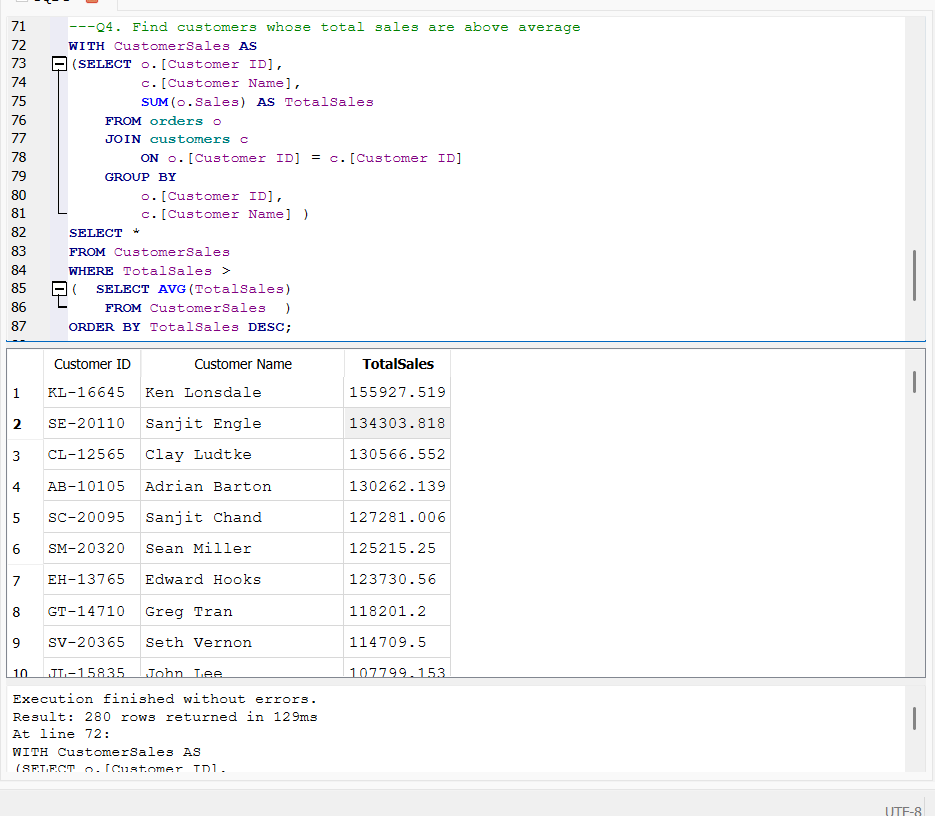 71 ---Q4. Find customers whose total sales are above average
72 WITH CustomerSales AS
73 (SELECT o.[Customer ID],
74 c.[Customer Name],
75 SUM(o.Sales) AS TotalSales
76 FROM orders o
77 JOIN customers c
78 ON o.[Customer ID] = c.[Customer ID]
79 GROUP BY
80 o.[Customer ID],
81 c.[Customer Name] )
82 SELECT *
83 FROM CustomerSales
84 WHERE TotalSales >
85 ( SELECT AVG(TotalSales)
86 FROM CustomerSales )
87 ORDER BY TotalSales DESC;
Customer ID Customer Name TotalSales
1 KL-16645 Ken Lonsdale 155927.519
2 SE-20110 Sanjit Engle 134303.818
3 CL-12565 Clay Ludtke 130566.552
4 AB-10105 Adrian Barton 130262.139
5 SC-20095 Sanjit Chand 127281.006
6 SM-20320 Sean Miller 125215.25
7 EH-13765 Edward Hooks 123730.56
8 GT-14710 Greg Tran 118201.2
9 SV-20365 Seth Vernon 114709.5
10 JL-15835 John Lee 107799.153
Execution finished without errors.
Result: 280 rows returned in 129ms
At line 72:
WITH CustomerSales AS
(SELECT o.[Customer ID],
UTF-8